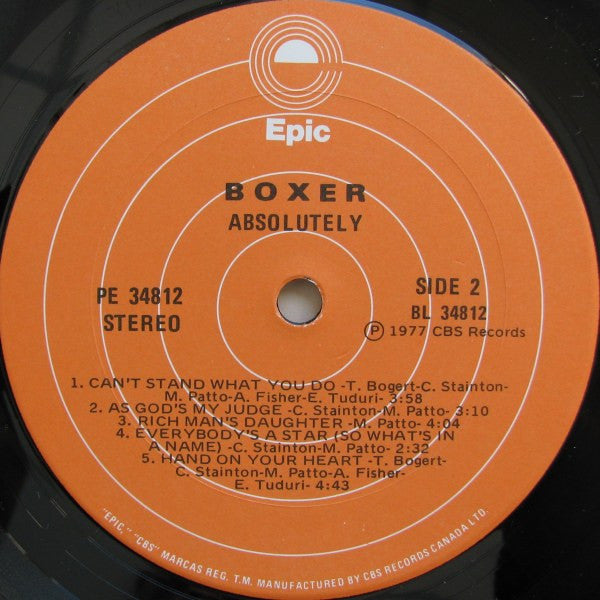 Epic
BOXER
ABSOLUTELY
PE 34812
STEREO
SIDE 2
BL 34812
Ⓟ 1977 CBS Records
1. CAN'T STAND WHAT YOU DO -T. Bogert-C. Stainton-
M. Patto-A. Fisher-E. Tuduri- 3:58
2. AS GOD'S MY JUDGE -C. Stainton-M. Patto- 3:10
3. RICH MAN'S DAUGHTER -M. Patto- 4:04
4. EVERYBODY'S A STAR (SO WHAT'S IN
A NAME) -C. Stainton-M. Patto- 2:32
5. HAND ON YOUR HEART -T. Bogert-
C. Stainton-M. Patto-A. Fisher-
E. Tuduri- 4:43
"EPIC," "CBS" MARCAS REG. T.M. MANUFACTURED BY CBS RECORDS CANADA LTD.